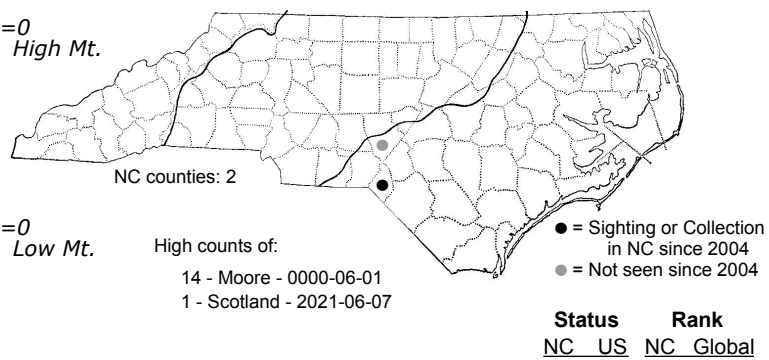 =0
High Mt.
NC counties: 2
=0
Low Mt.
High counts of:
14 - Moore - 0000-06-01
1 - Scotland - 2021-06-07
● = Sighting or Collection
in NC since 2004
● = Not seen since 2004
Status Rank
NC US NC Global